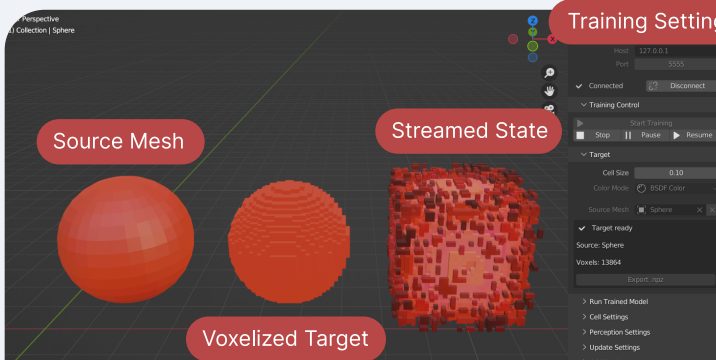 Perspective
Collection | Sphere
Z
X
Training Setting
Source Mesh
Streamed State
Voxelized Target
Host 127.0.0.1
Port 5555
Connected Disconnect
Training Control
Start Training
Stop Pause Resume
Target
Cell Size 0.10
Color Mode BSDF Color
Source Mesh Sphere
Target ready
Source: Sphere
Voxels: 13864
Export .npz
Run Trained Model
Cell Settings
Perception Settings
Update Settings